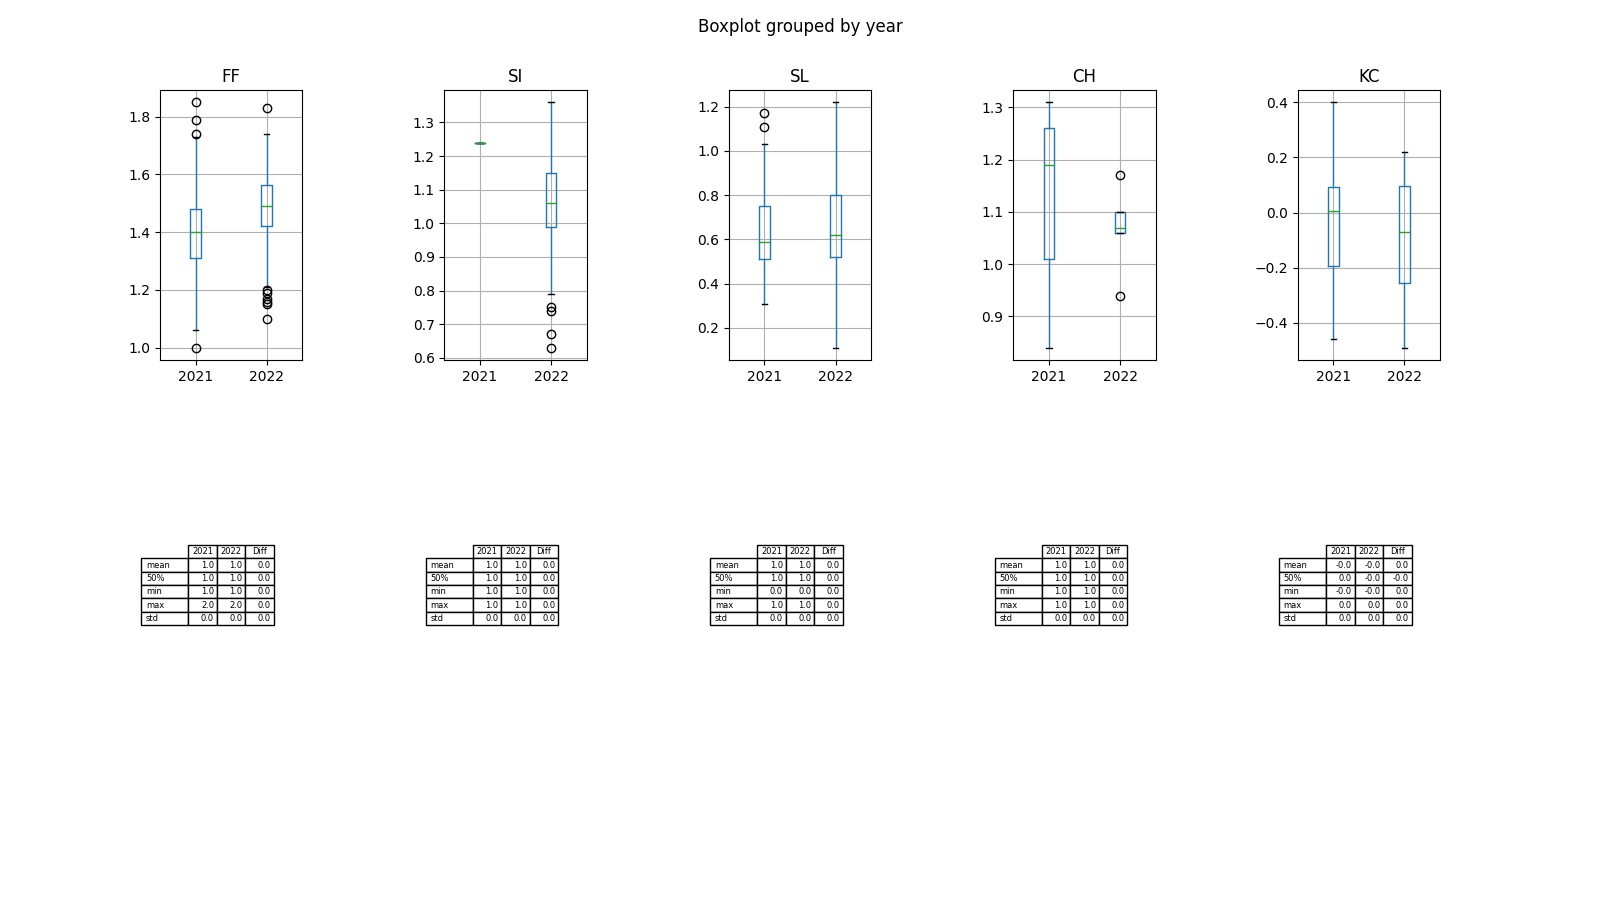 Boxplot grouped by year
FF
1.8
1.6
1.4
1.2
1.0
2021 2022
SI
1.3
1.2
1.1
1.0
0.9
0.8
0.7
0.6
2021 2022
SL
1.2
1.0
0.8
0.6
0.4
0.2
2021 2022
CH
1.3
1.2
1.1
1.0
0.9
2021 2022
KC
0.4
0.2
0.0
−0.2
−0.4
2021 2022
2021 2022 Diff
mean 1.0 1.0 0.0
50% 1.0 1.0 0.0
min 1.0 1.0 0.0
max 2.0 2.0 0.0
std 0.0 0.0 0.0
2021 2022 Diff
mean 1.0 1.0 0.0
50% 1.0 1.0 0.0
min 1.0 1.0 0.0
max 1.0 1.0 0.0
std 0.0 0.0 0.0
2021 2022 Diff
mean 1.0 1.0 0.0
50% 1.0 1.0 0.0
min 0.0 0.0 0.0
max 1.0 1.0 0.0
std 0.0 0.0 0.0
2021 2022 Diff
mean 1.0 1.0 0.0
50% 1.0 1.0 0.0
min 1.0 1.0 0.0
max 1.0 1.0 0.0
std 0.0 0.0 0.0
2021 2022 Diff
mean -0.0 -0.0 0.0
50% 0.0 -0.0 -0.0
min -0.0 -0.0 0.0
max 0.0 0.0 0.0
std 0.0 0.0 0.0